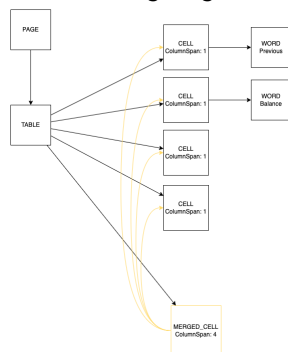 PAGE
CELL
ColumnSpan: 1
WORD
Previous
CELL
ColumnSpan: 1
WORD
Balance
TABLE
CELL
ColumnSpan: 1
CELL
ColumnSpan: 1
MERGED_CELL
ColumnSpan: 4